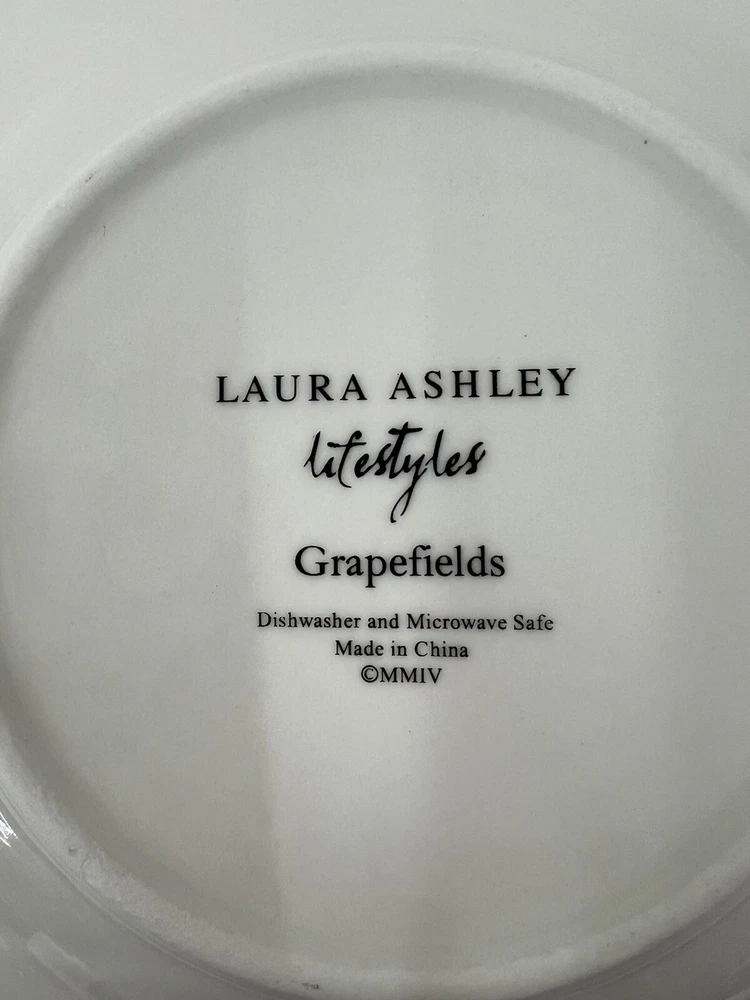 LAURA ASHLEY
lifestyles
Grapefields
Dishwasher and Microwave Safe
Made in China
©MMIV